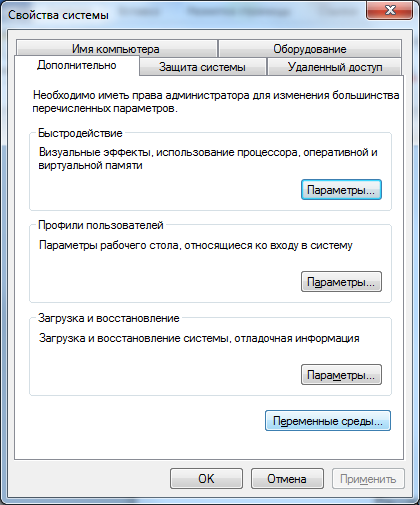 Свойства системы
Имя компьютера
Оборудование
Дополнительно
Защита системы
Удаленный доступ
Необходимо иметь права администратора для изменения большинства
перечисленных параметров.
Быстродействие
Визуальные эффекты, использование процессора, оперативной и
виртуальной памяти
Параметры...
Профили пользователей
Параметры рабочего стола, относящиеся ко входу в систему
Параметры...
Загрузка и восстановление
Загрузка и восстановление системы, отладочная информация
Параметры...
Переменные среды...
OK
Отмена
Применить